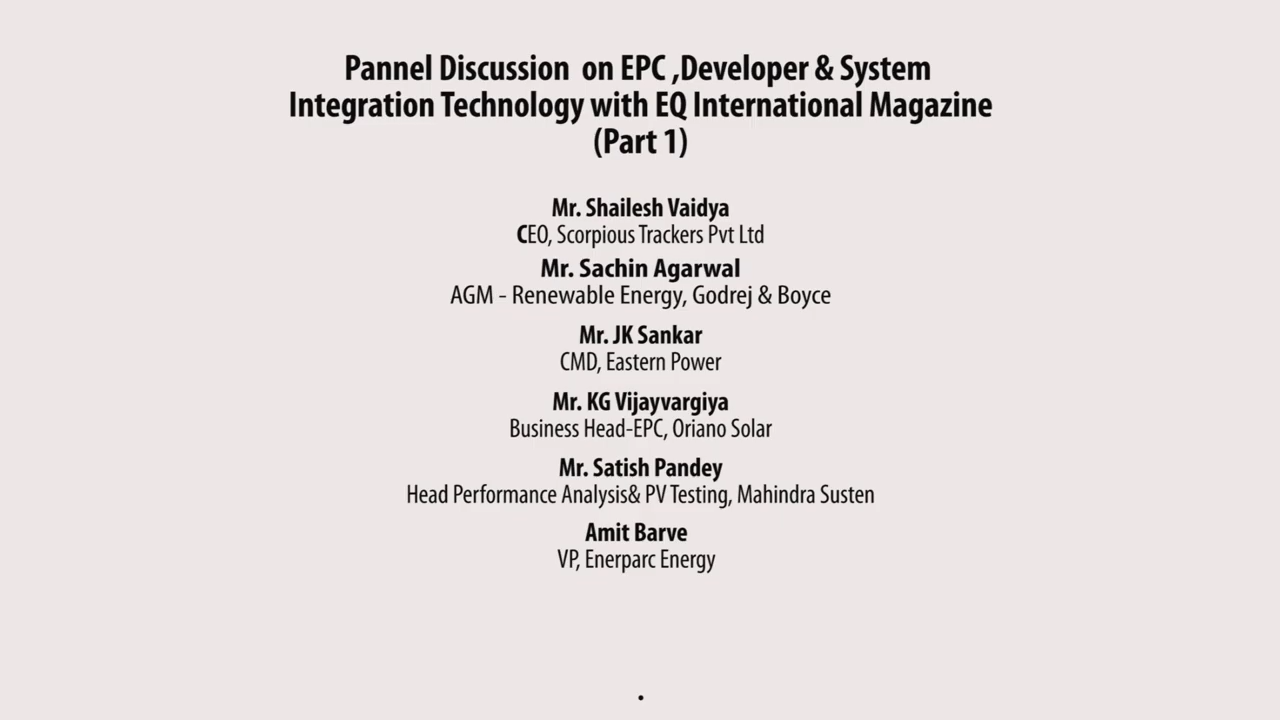 Pannel Discussion on EPC ,Developer & System
Integration Technology with EQ International Magazine
(Part 1)
Mr. Shailesh Vaidya
CEO, Scorpious Trackers Pvt Ltd
Mr. Sachin Agarwal
AGM - Renewable Energy, Godrej & Boyce
Mr. JK Sankar
CMD, Eastern Power
Mr. KG Vijayvargiya
Business Head-EPC, Oriano Solar
Mr. Satish Pandey
Head Performance Analysis& PV Testing, Mahindra Susten
Amit Barve
VP, Enerparc Energy
.